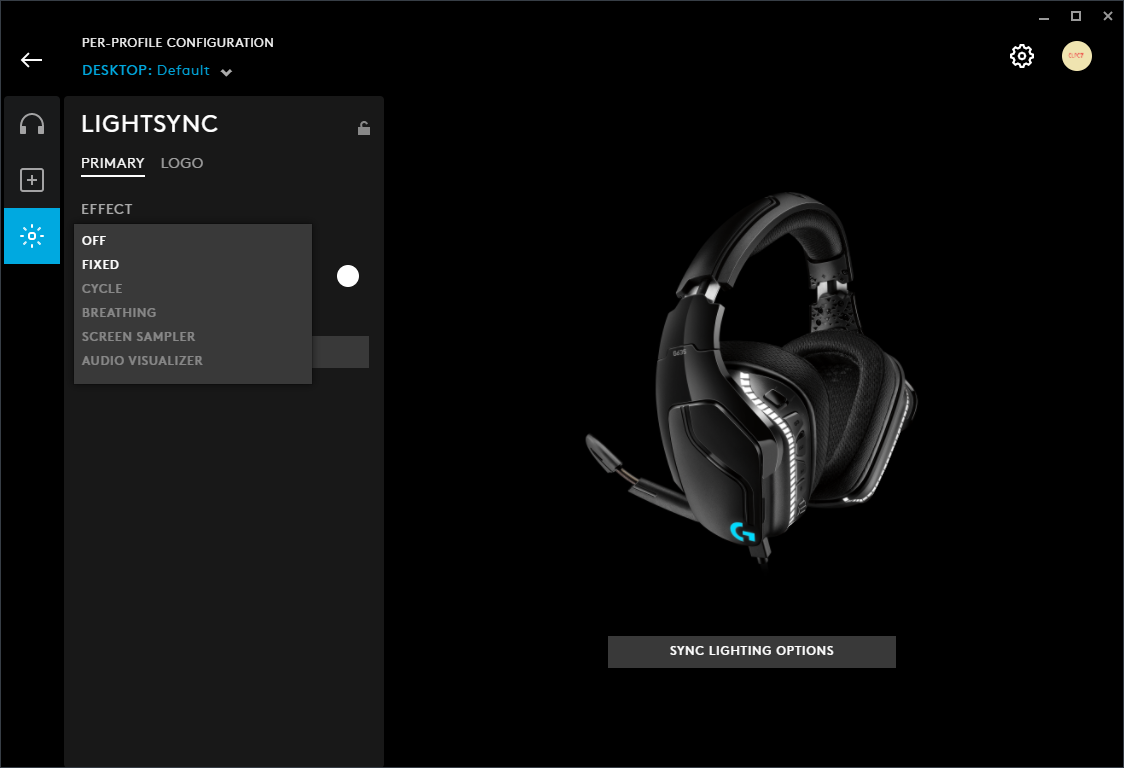 PER-PROFILE CONFIGURATION
DESKTOP: Default
LIGHTSYNC
PRIMARY LOGO
EFFECT
OFF
FIXED
CYCLE
BREATHING
SCREEN SAMPLER
AUDIO VISUALIZER
SYNC LIGHTING OPTIONS